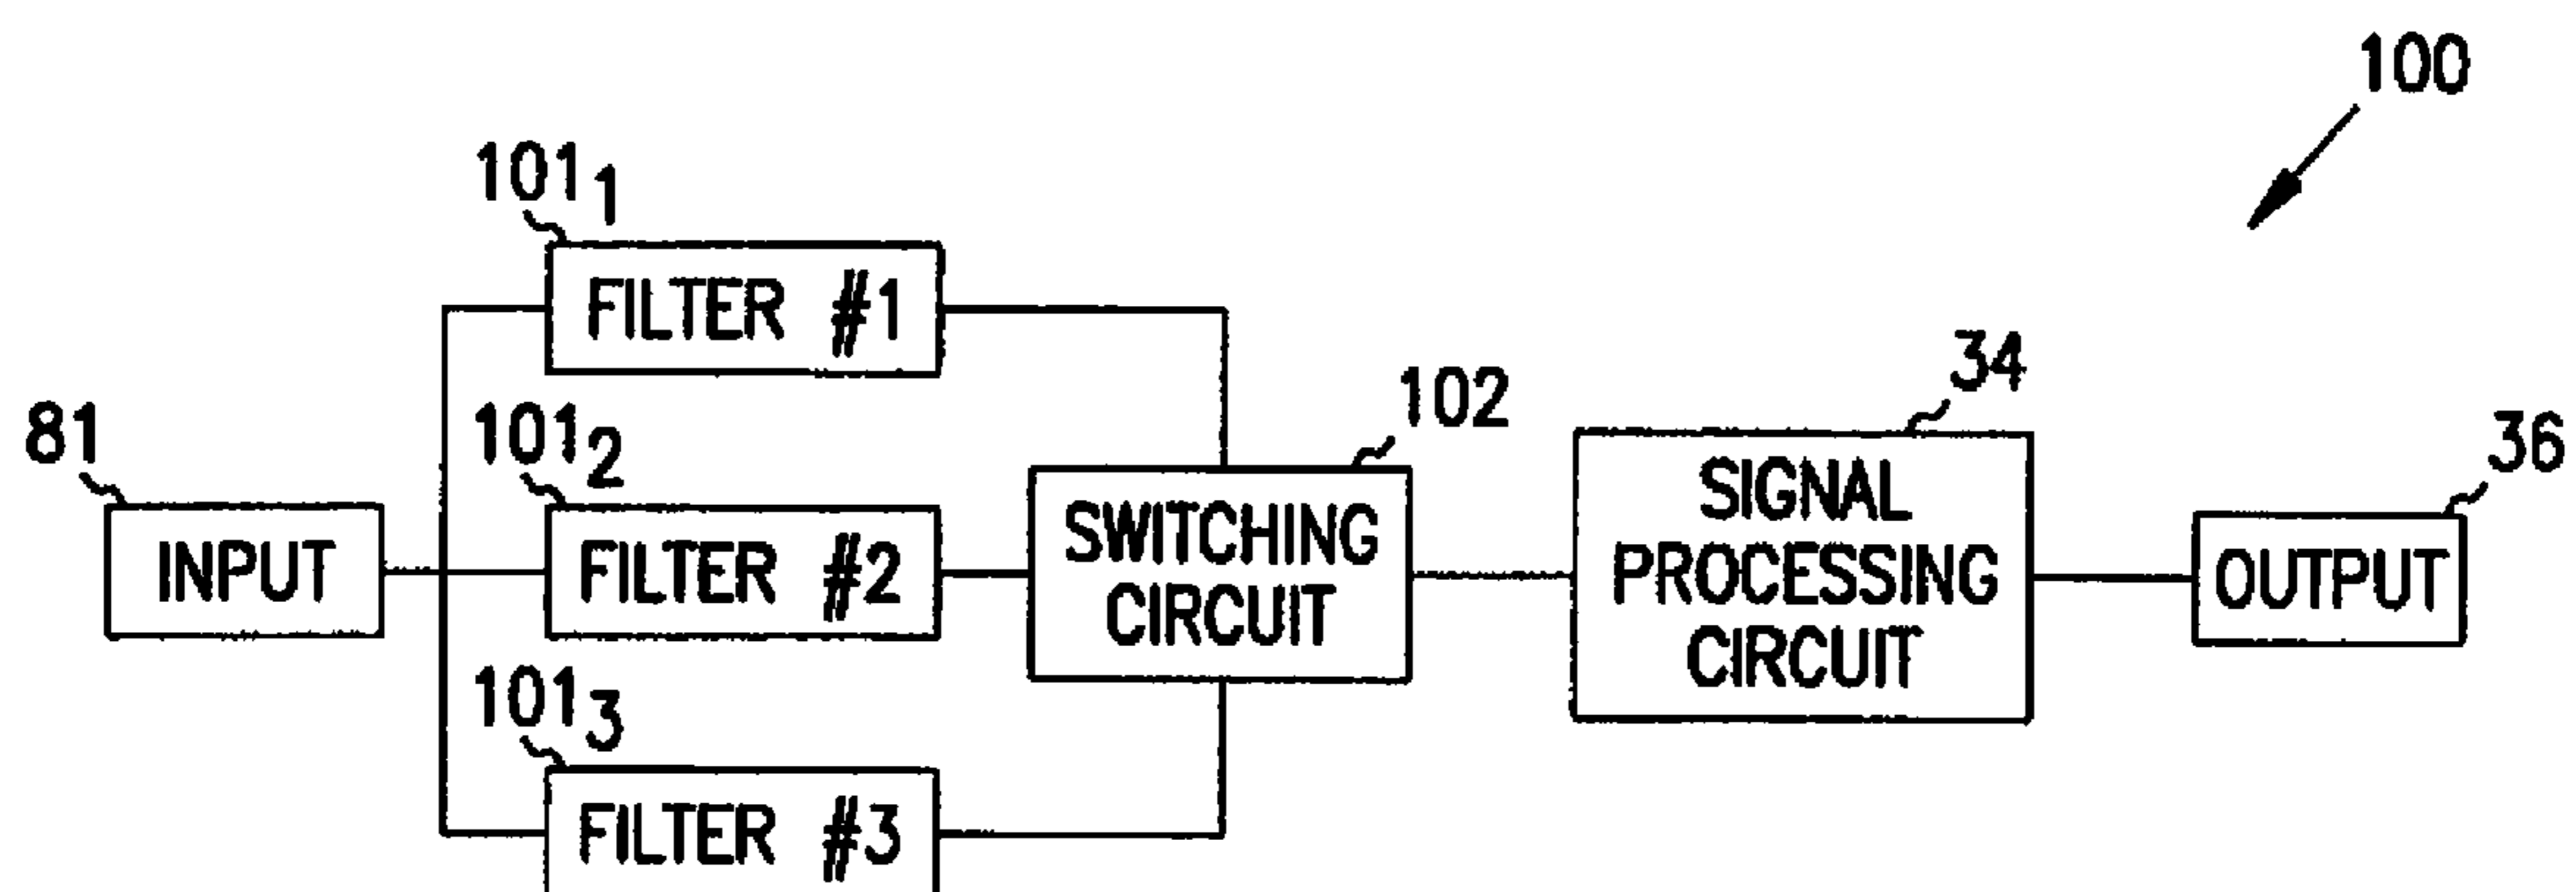 100
101₁
FILTER #1
81
INPUT
101₂
FILTER #2
101₃
FILTER #3
102
SWITCHING
CIRCUIT
34
SIGNAL
PROCESSING
CIRCUIT
36
OUTPUT